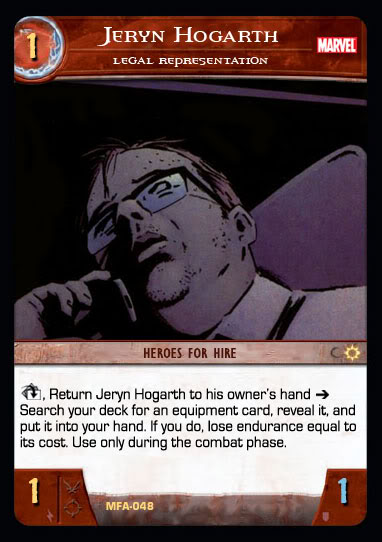 1
JERYN HOGARTH
MARVEL
LEGAL REPRESENTATION
HEROES FOR HIRE
, Return Jeryn Hogarth to his owner's hand ➔
Search your deck for an equipment card, reveal it, and
put it into your hand. If you do, lose endurance equal to
its cost. Use only during the combat phase.
1
MFA-048
1